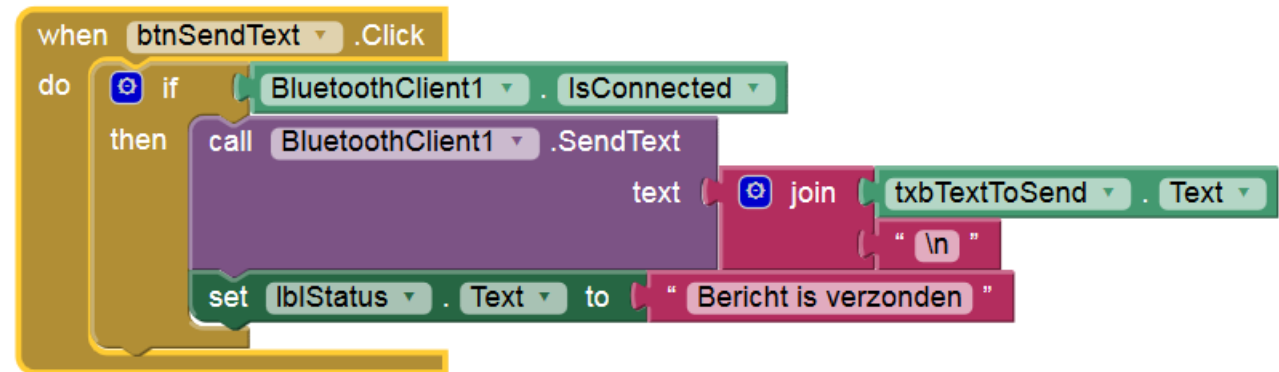 when btnSendText .Click
do if BluetoothClient1 . IsConnected
then call BluetoothClient1 .SendText
text join txbTextToSend . Text
“ \n ”
set lblStatus . Text to “ Bericht is verzonden ”